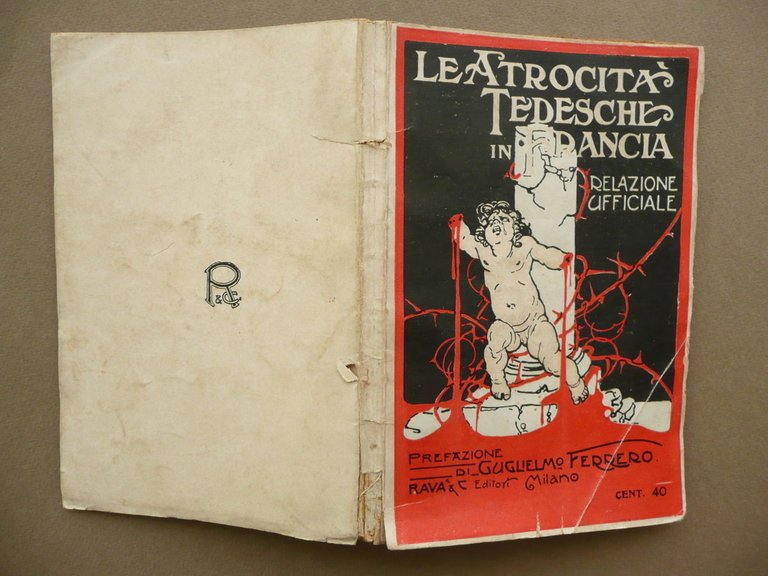 LE ATROCITÀ
TEDESCHE
IN FRANCIA
RELAZIONE
UFFICIALE
PREFAZIONE
DI GUGLIELMO FERRERO.
RAVÀ & C Editori Milano
CENT. 40
R & C.